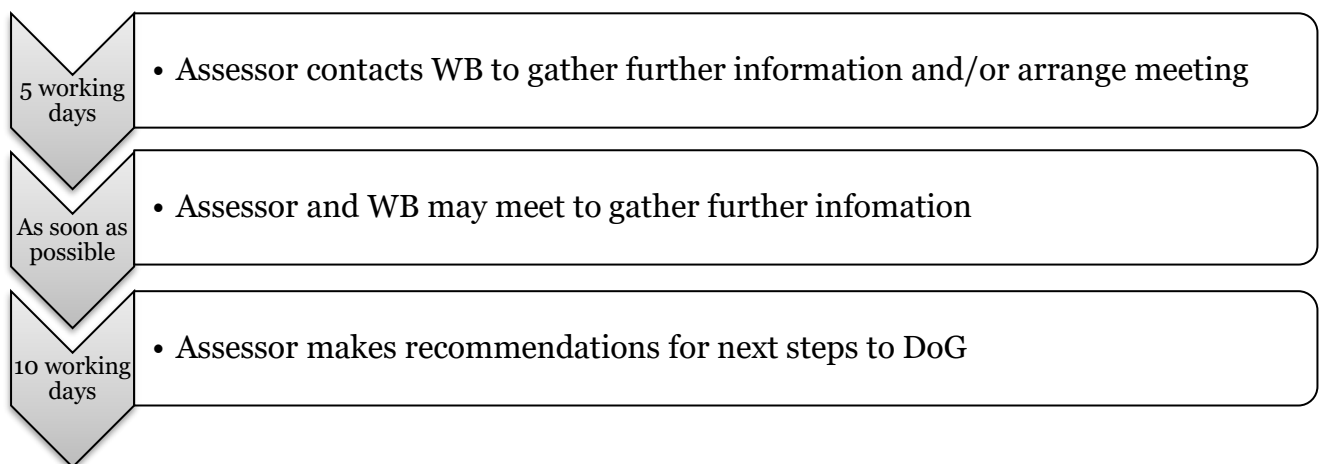 5 working
days
• Assessor contacts WB to gather further information and/or arrange meeting
As soon as
possible
• Assessor and WB may meet to gather further infomation
10 working
days
• Assessor makes recommendations for next steps to DoG